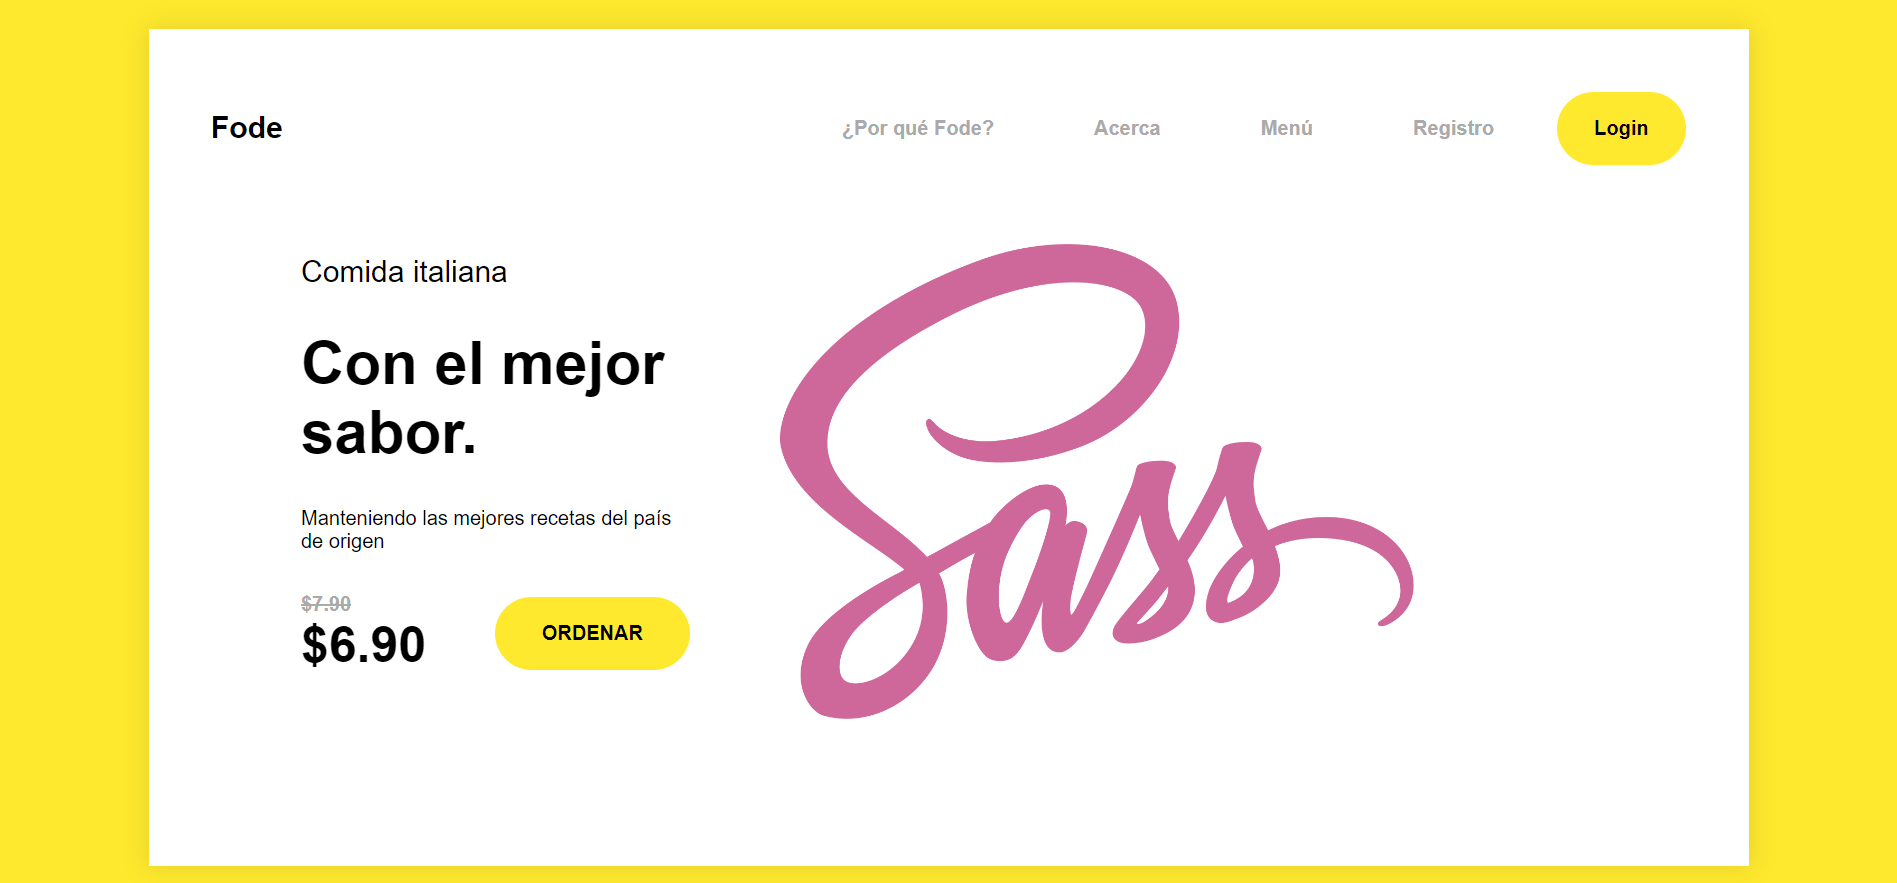 Fode
¿Por qué Fode?
Acerca
Menú
Registro
Login
Comida italiana
Con el mejor
sabor.
Manteniendo las mejores recetas del país
de origen
$7.90
$6.90
ORDENAR
Sass